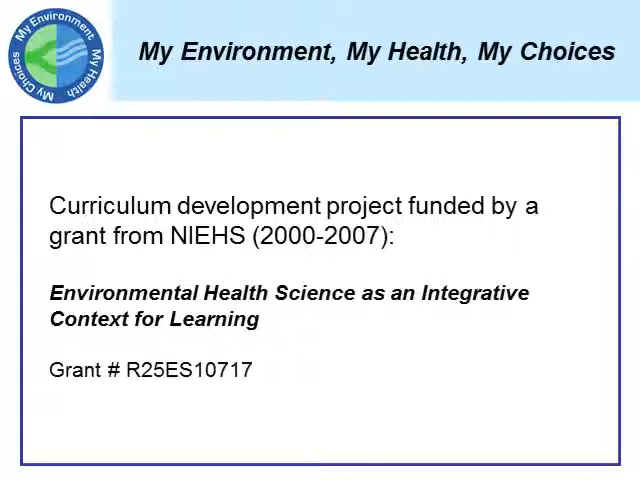 My Environment
My Health
My Choices
My Environment, My Health, My Choices
Curriculum development project funded by a
grant from NIEHS (2000-2007):
Environmental Health Science as an Integrative
Context for Learning
Grant # R25ES10717